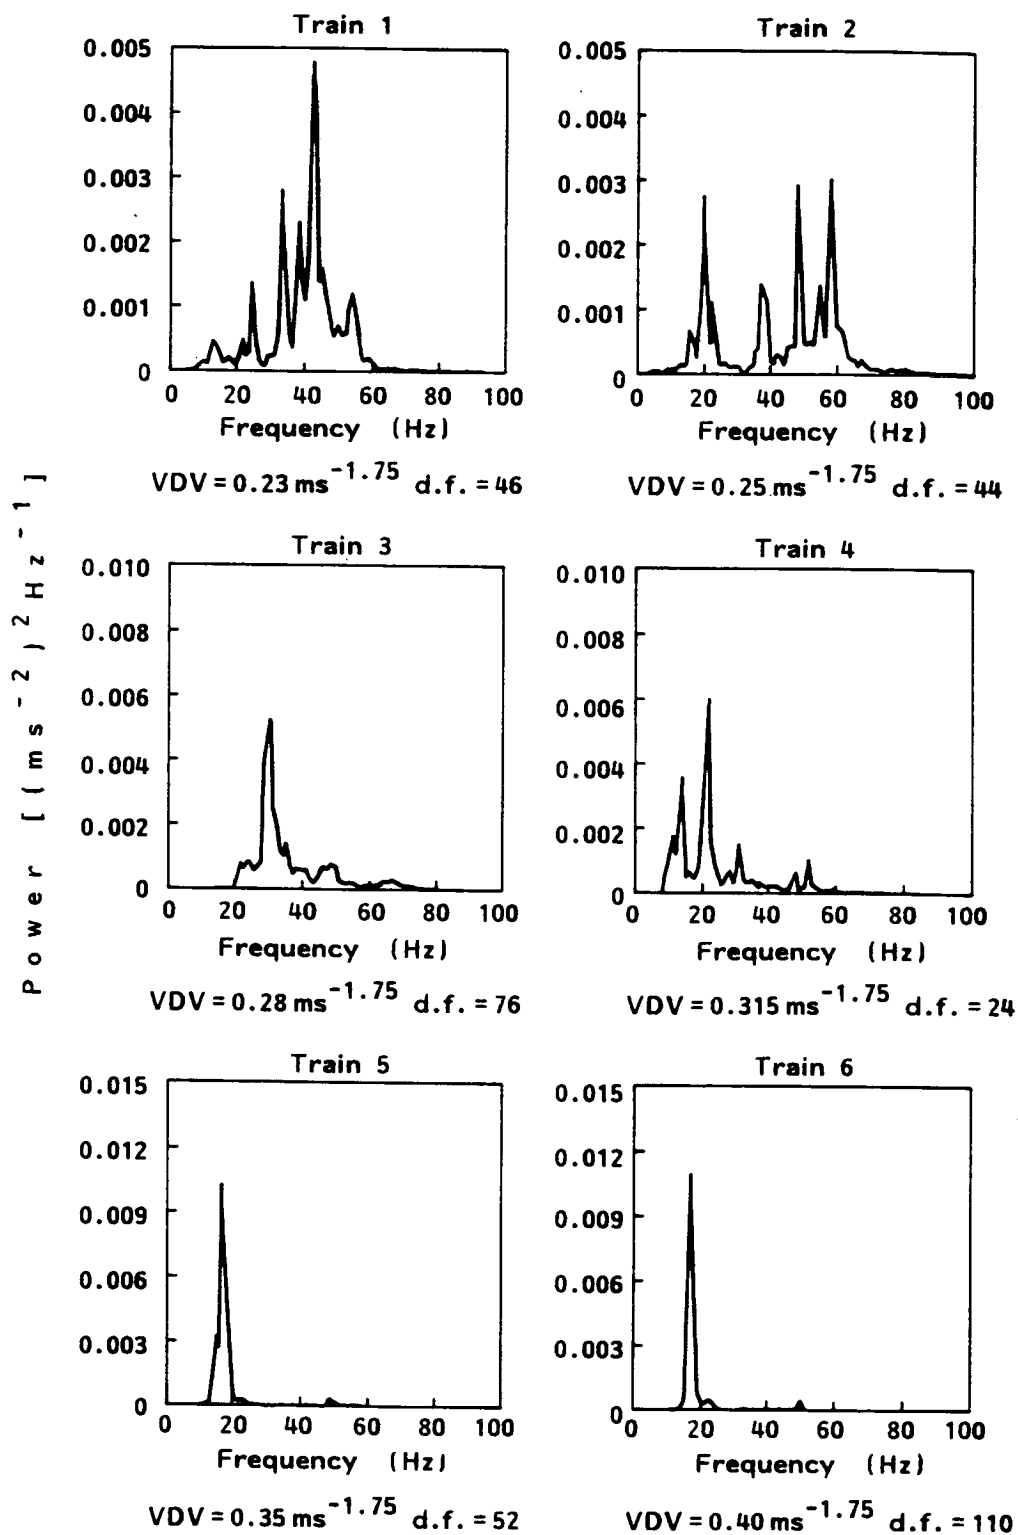 Train 1
0.005
0.004
0.003
0.002
0.001
0
0 20 40 60 80 100
Frequency (Hz)
VDV = 0.23 ms-1.75 d.f. = 46
Train 2
0.005
0.004
0.003
0.002
0.001
0
0 20 40 60 80 100
Frequency (Hz)
VDV = 0.25 ms-1.75 d.f. = 44
Power [(ms-2)2Hz-1]
Train 3
0.010
0.008
0.006
0.004
0.002
0
0 20 40 60 80 100
Frequency (Hz)
VDV = 0.28 ms-1.75 d.f. = 76
Train 4
0.010
0.008
0.006
0.004
0.002
0
0 20 40 60 80 100
Frequency (Hz)
VDV = 0.315 ms-1.75 d.f. = 24
Train 5
0.015
0.012
0.009
0.006
0.003
0
0 20 40 60 80 100
Frequency (Hz)
VDV = 0.35 ms-1.75 d.f. = 52
Train 6
0.015
0.012
0.009
0.006
0.003
0
0 20 40 60 80 100
Frequency (Hz)
VDV = 0.40 ms-1.75 d.f. = 110